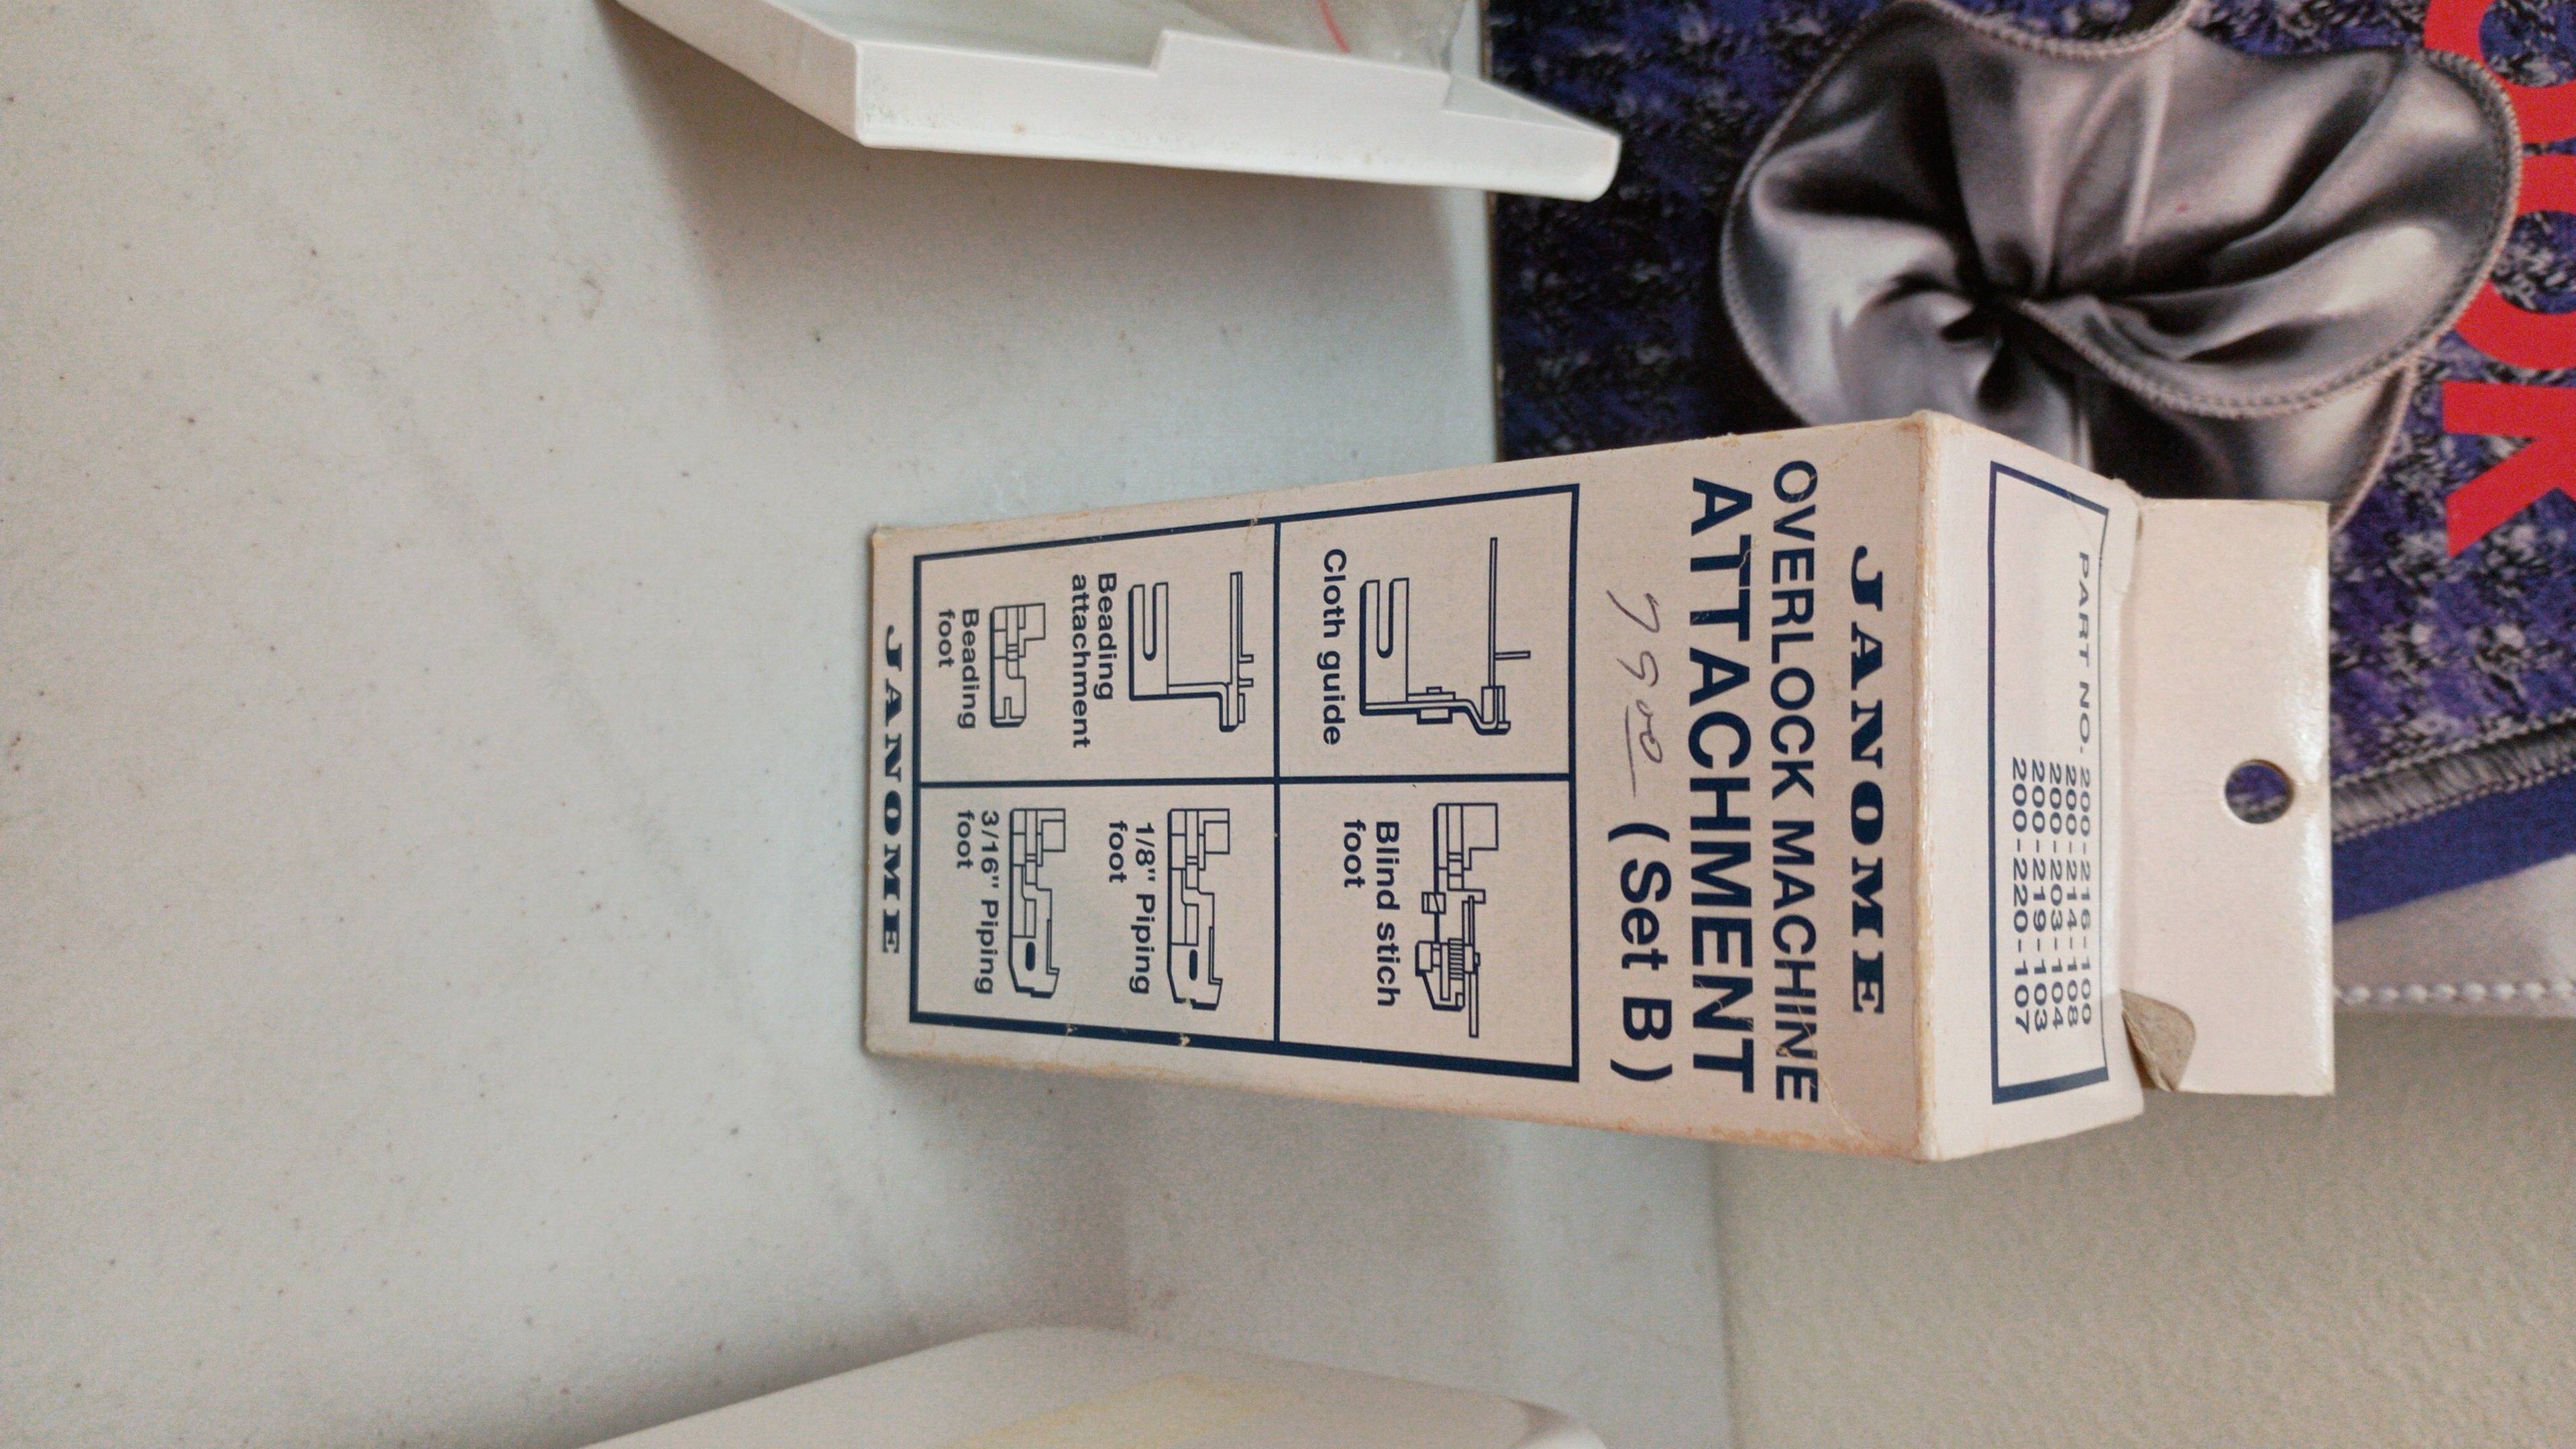 PART NO. 200-216-100
200-214-108
200-203-104
200-219-103
200-220-107
JANOME
OVERLOCK MACHINE
ATTACHMENT
(Set B)
Cloth guide
Blind stich
foot
Beading
attachment
1/8" Piping
foot
Beading
foot
3/16" Piping
foot
JANOME